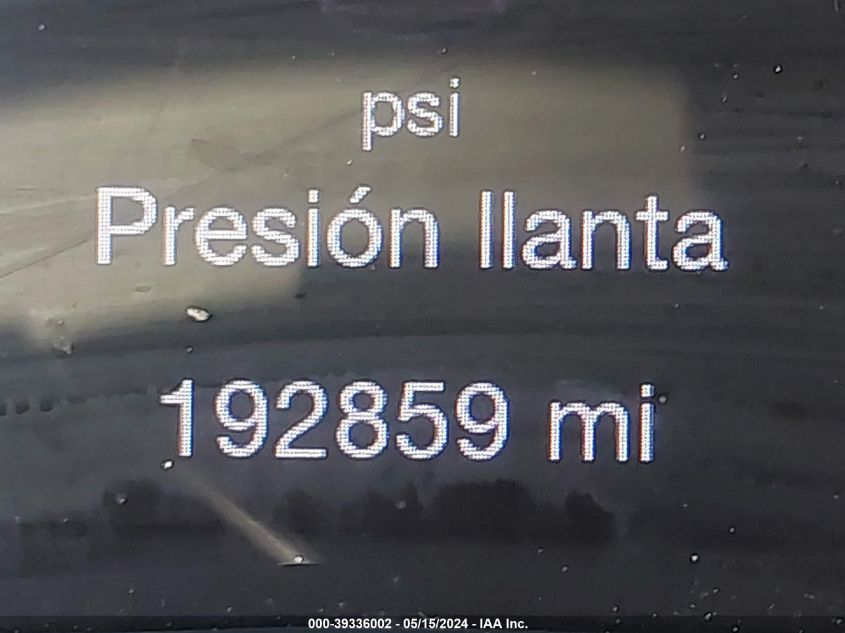 psi
Presión llanta
192859 mi
000-39336002 - 05/15/2024 - IAA Inc.